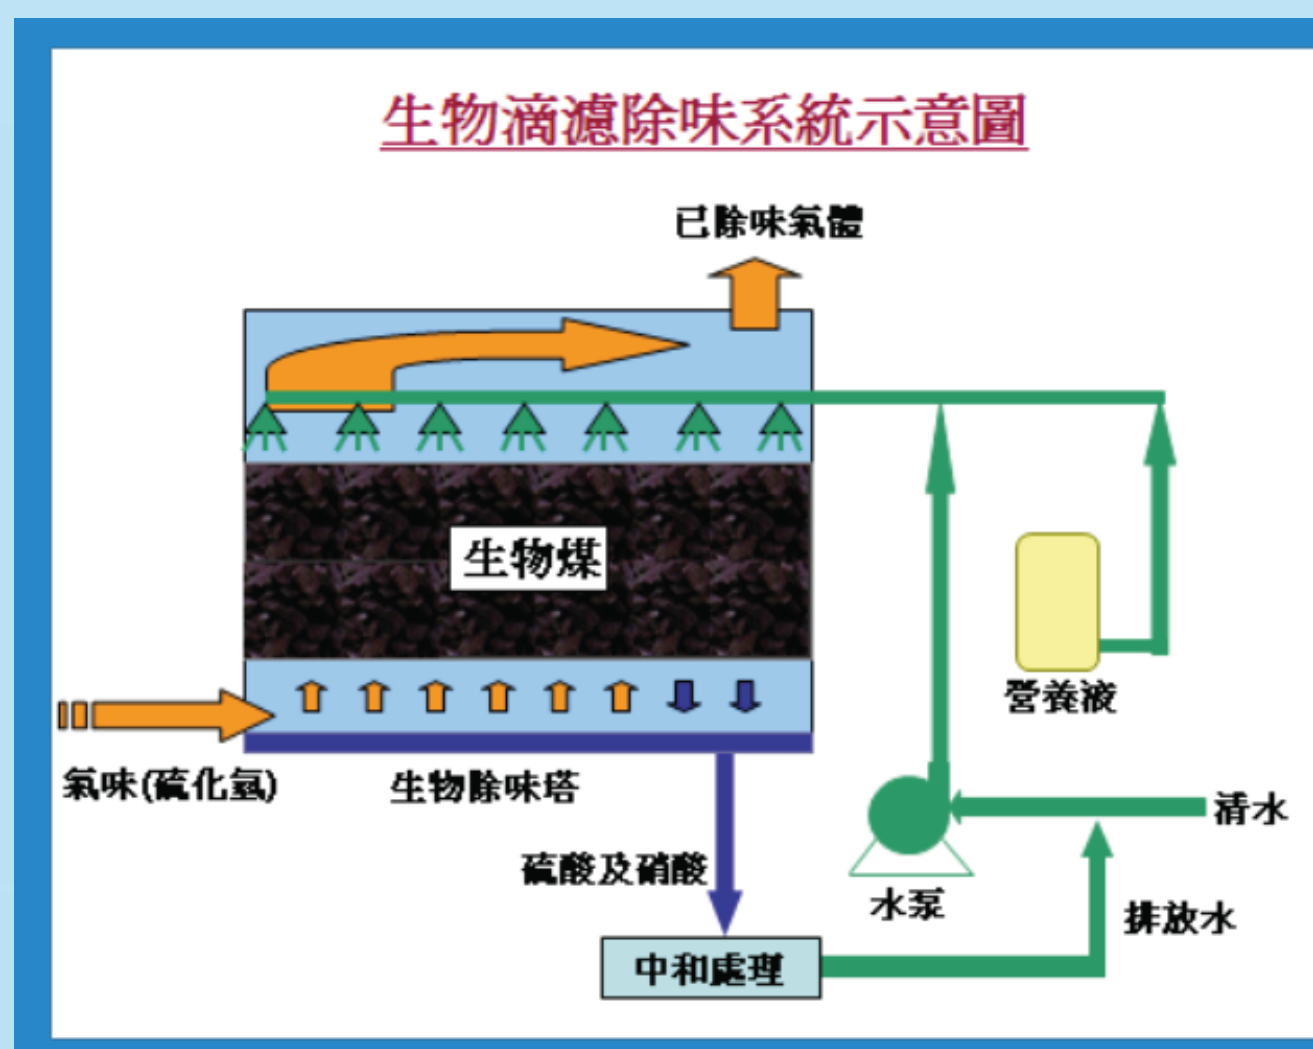 生物滴濾除味系統示意圖
已除味氣體
生物煤
營養液
氣味(硫化氫)
生物除味塔
清水
硫酸及硝酸
水泵
排放水
中和處理